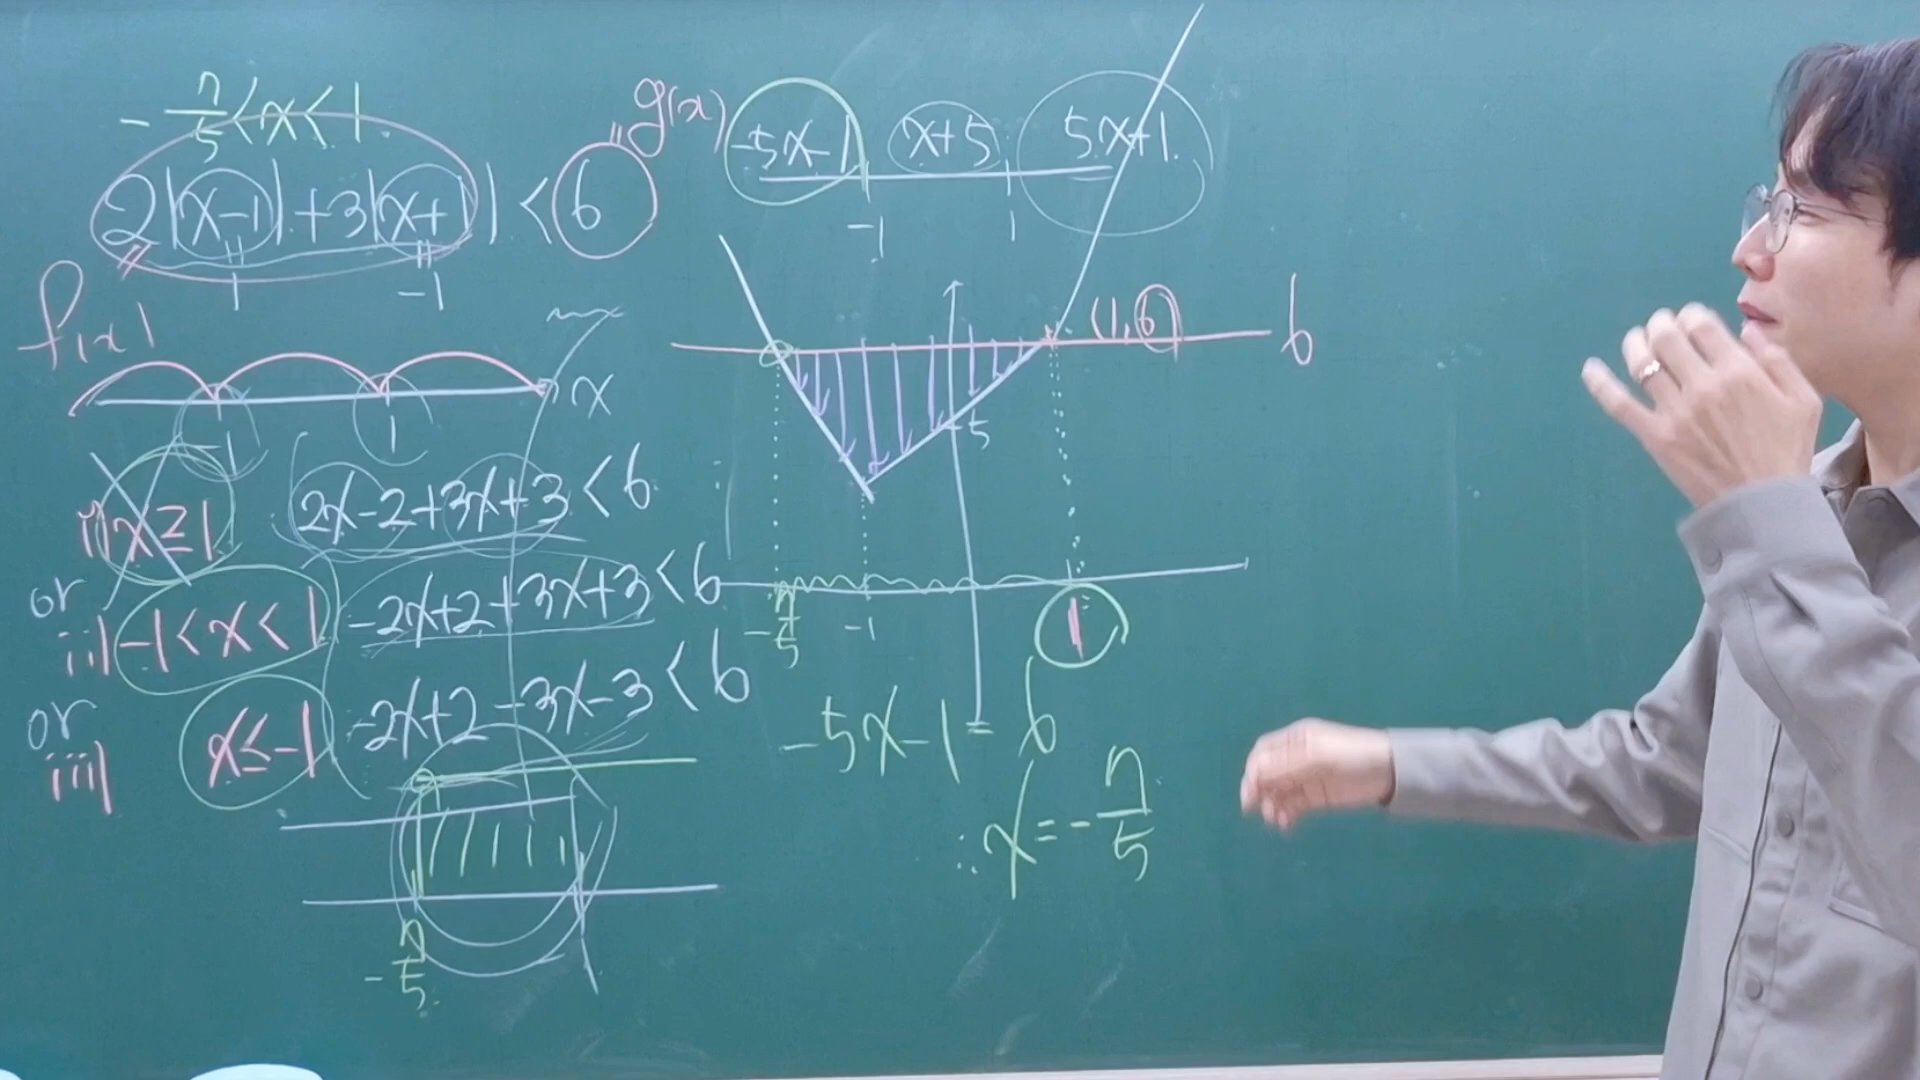 -7/5 < x < 1
2|x-1| + 3|x+1| < 6
1 -1
f(x)
-1 1 x
i) x ≥ 1 2x-2+3x+3 < 6
or
ii) -1 < x < 1 -2x+2+3x+3 < 6
or
iii) x ≤ -1 -2x+2-3x-3 < 6
-7/5
g(x) -5x-1 x+5 5x+1
-1 1
(1, 6) 6
5
-7/5 -1 1
-5x-1 = 6
∴ x = -7/5